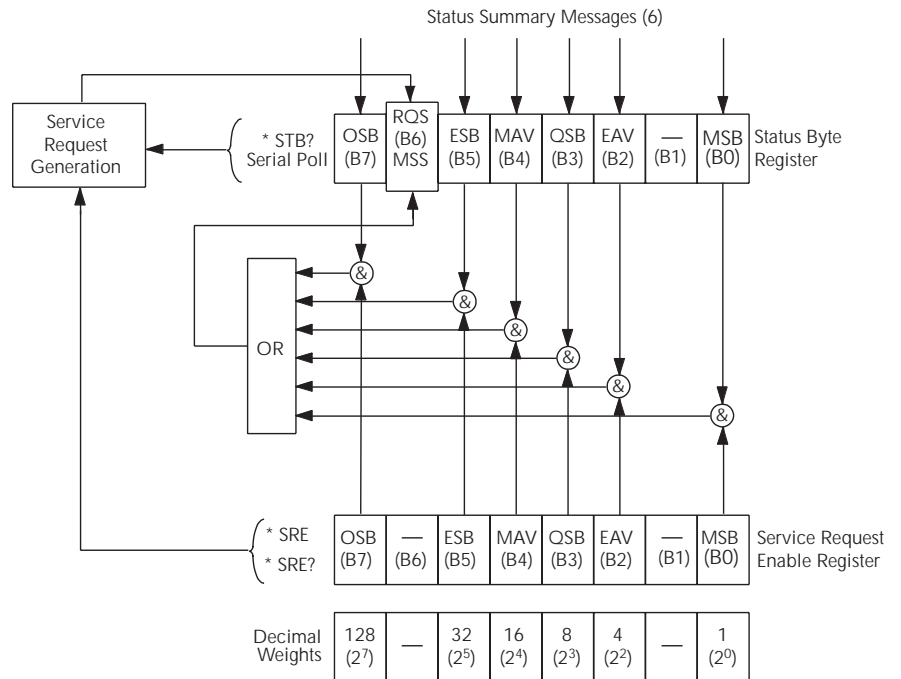 Status Summary Messages (6)
Service
Request
Generation
* STB?
Serial Poll
OSB
(B7)
RQS
(B6)
MSS
ESB
(B5)
MAV
(B4)
QSB
(B3)
EAV
(B2)
—
(B1)
MSB
(B0)
Status Byte
Register
&
&
&
OR
&
&
&
* SRE
* SRE?
OSB
(B7)
—
(B6)
ESB
(B5)
MAV
(B4)
QSB
(B3)
EAV
(B2)
—
(B1)
MSB
(B0)
Service Request
Enable Register
Decimal
Weights
128
(2⁷)
—
32
(2⁵)
16
(2⁴)
8
(2³)
4
(2²)
—
1
(2⁰)